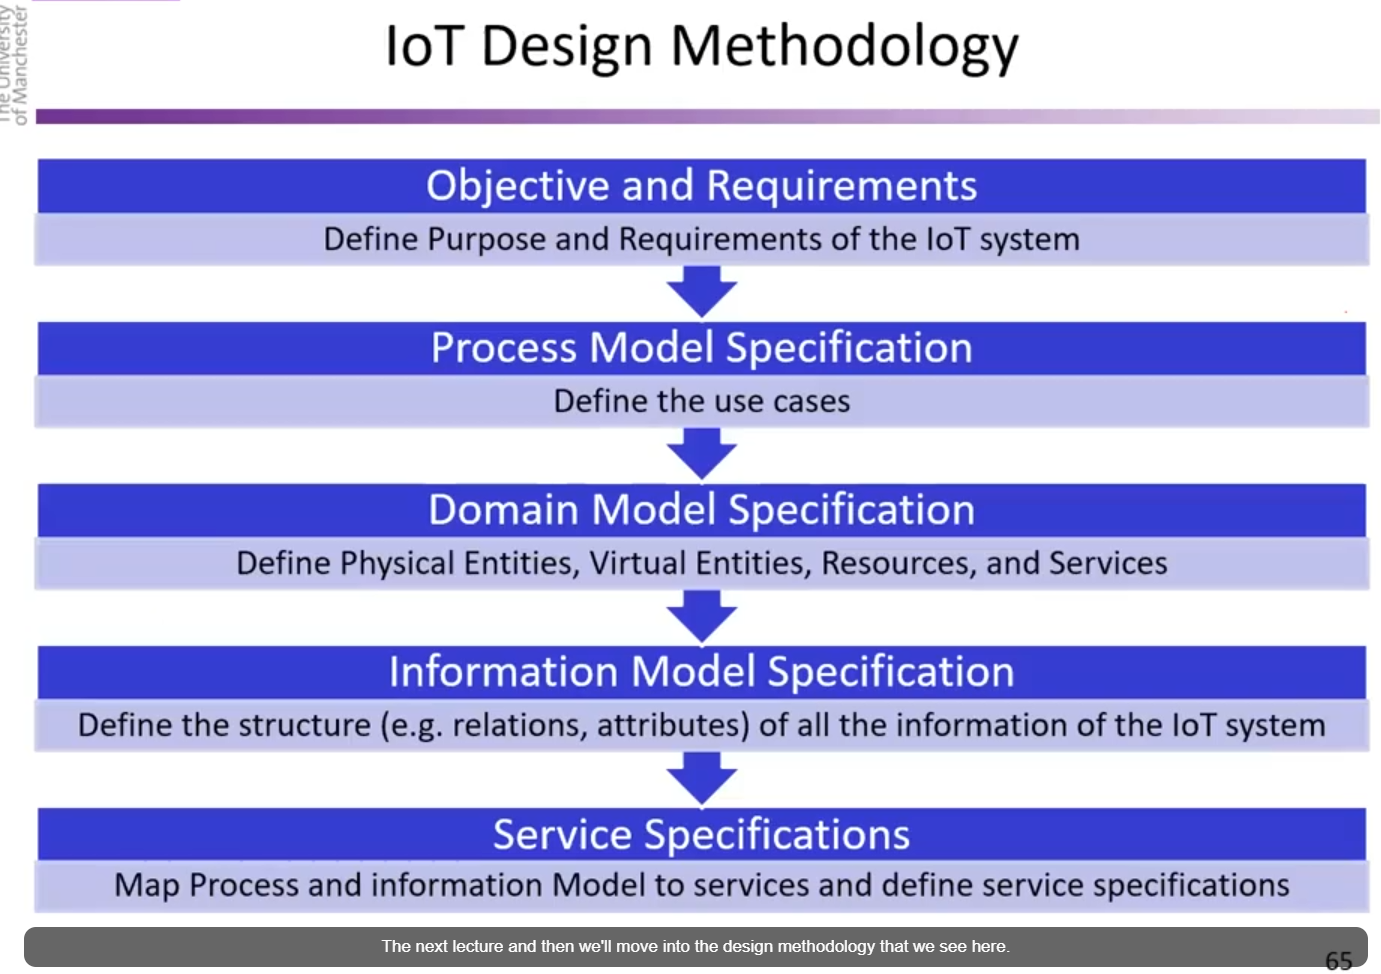 The University
of Manchester
IoT Design Methodology
Objective and Requirements
Define Purpose and Requirements of the IoT system
Process Model Specification
Define the use cases
Domain Model Specification
Define Physical Entities, Virtual Entities, Resources, and Services
Information Model Specification
Define the structure (e.g. relations, attributes) of all the information of the IoT system
Service Specifications
Map Process and information Model to services and define service specifications
The next lecture and then we'll move into the design methodology that we see here.
65